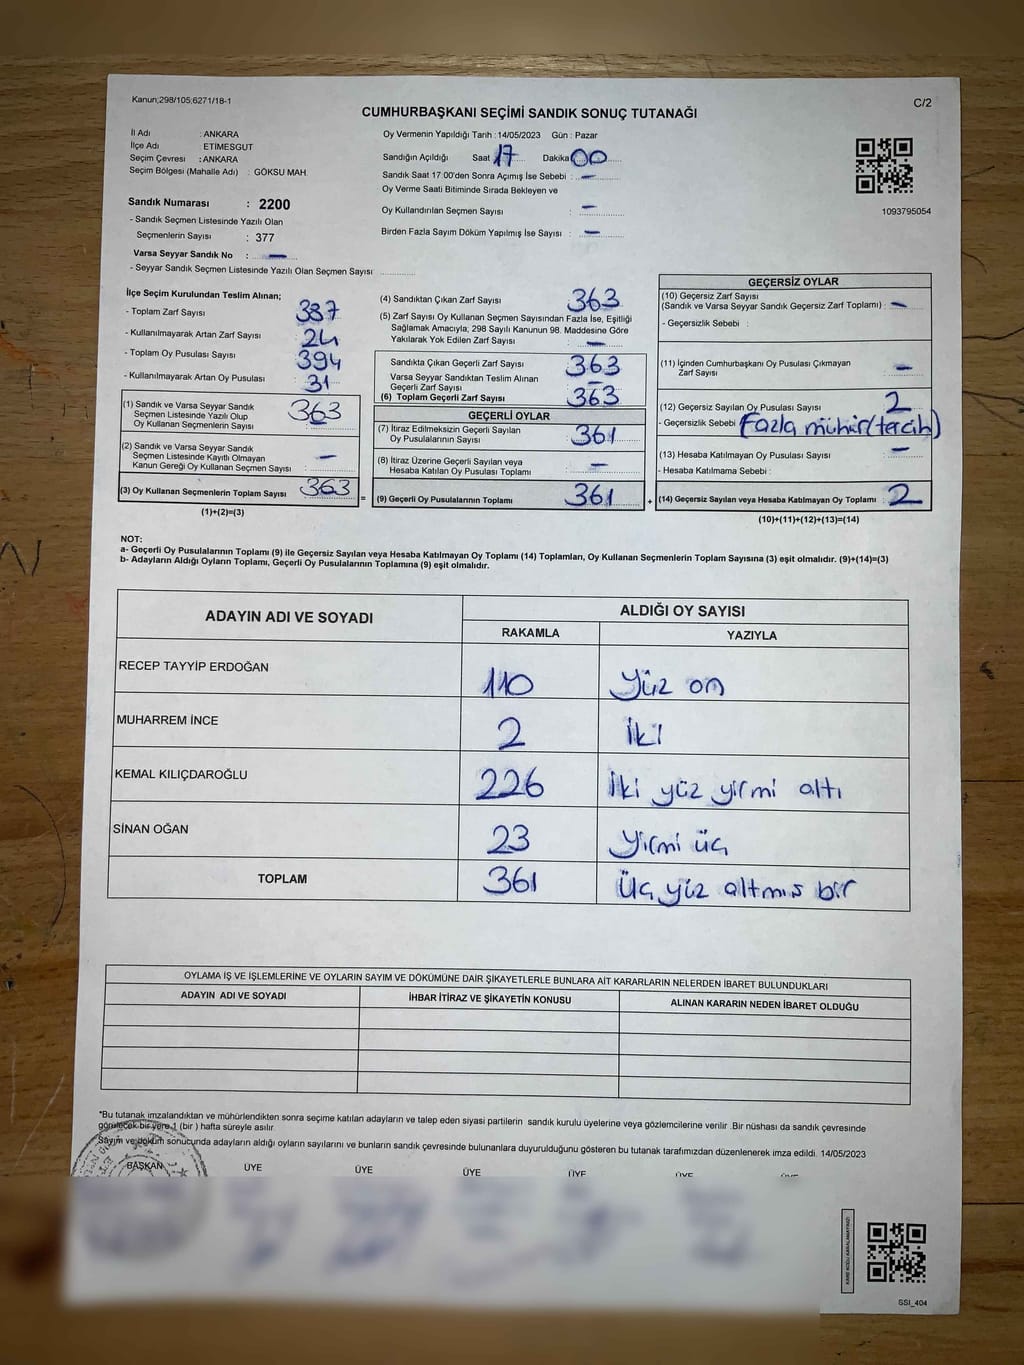 Kanun;298/105;6271/18-1
C/2
CUMHURBAŞKANI SEÇİMİ SANDIK SONUÇ TUTANAĞI
İl Adı : ANKARA
İlçe Adı : ETİMESGUT
Seçim Çevresi : ANKARA
Seçim Bölgesi (Mahalle Adı) : GÖKSU MAH.
Sandık Numarası : 2200
- Sandık Seçmen Listesinde Yazılı Olan
Seçmenlerin Sayısı : 377
Varsa Seyyar Sandık No : —
- Seyyar Sandık Seçmen Listesinde Yazılı Olan Seçmen Sayısı
Oy Vermenin Yapıldığı Tarih : 14/05/2023 Gün : Pazar
Sandığın Açıldığı Saat 17 Dakika 00
Sandık Saat 17:00'den Sonra Açımış İse Sebebi : —
Oy Verme Saati Bitiminde Sırada Bekleyen ve
Oy Kullandırılan Seçmen Sayısı : —
Birden Fazla Sayım Döküm Yapılmış İse Sayısı : —
1093795054
İlçe Seçim Kurulundan Teslim Alınan;
- Toplam Zarf Sayısı : 387
- Kullanılmayarak Artan Zarf Sayısı : 24
- Toplam Oy Pusulası Sayısı : 394
- Kullanılmayarak Artan Oy Pusulası : 31
(1) Sandık ve Varsa Seyyar Sandık
Seçmen Listesinde Yazılı Olup
Oy Kullanan Seçmenlerin Sayısı : 363
(2) Sandık ve Varsa Seyyar Sandık
Seçmen Listesinde Kayıtlı Olmayan
Kanun Gereği Oy Kullanan Seçmen Sayısı : —
(3) Oy Kullanan Seçmenlerin Toplam Sayısı 363 =
(1)+(2)=(3)
(4) Sandıktan Çıkan Zarf Sayısı 363
(5) Zarf Sayısı Oy Kullanan Seçmen Sayısından Fazla İse, Eşitliği
Sağlamak Amacıyla; 298 Sayılı Kanunun 98. Maddesine Göre
Yakılarak Yok Edilen Zarf Sayısı : —
Sandıkta Çıkan Geçerli Zarf Sayısı 363
Varsa Seyyar Sandıktan Teslim Alınan
Geçerli Zarf Sayısı : —
(6) Toplam Geçerli Zarf Sayısı 363
GEÇERLİ OYLAR
(7) İtiraz Edilmeksizin Geçerli Sayılan
Oy Pusulalarının Sayısı : 361
(8) İtiraz Üzerine Geçerli Sayılan veya
Hesaba Katılan Oy Pusulası Toplamı : —
(9) Geçerli Oy Pusulalarının Toplamı 361 +
GEÇERSİZ OYLAR
(10) Geçersiz Zarf Sayısı
(Sandık ve Varsa Seyyar Sandık Geçersiz Zarf Toplamı) : —
- Geçersizlik Sebebi :
(11) İçinden Cumhurbaşkanı Oy Pusulası Çıkmayan
Zarf Sayısı : —
(12) Geçersiz Sayılan Oy Pusulası Sayısı : 2
- Geçersizlik Sebebi Fazla mühür(tercih)
(13) Hesaba Katılmayan Oy Pusulası Sayısı : —
- Hesaba Katılmama Sebebi :
(14) Geçersiz Sayılan veya Hesaba Katılmayan Oy Toplamı : 2
(10)+(11)+(12)+(13)=(14)
NOT:
a- Geçerli Oy Pusulalarının Toplamı (9) ile Geçersiz Sayılan veya Hesaba Katılmayan Oy Toplamı (14) Toplamları, Oy Kullanan Seçmenlerin Toplam Sayısına (3) eşit olmalıdır. (9)+(14)=(3)
b- Adayların Aldığı Oyların Toplamı, Geçerli Oy Pusulalarının Toplamına (9) eşit olmalıdır.
ADAYIN ADI VE SOYADI ALDIĞI OY SAYISI
RAKAMLA YAZIYLA
RECEP TAYYİP ERDOĞAN 110 Yüz on
MUHARREM İNCE 2 İki
KEMAL KILIÇDAROĞLU 226 İki yüz yirmi altı
SİNAN OĞAN 23 Yirmi üç
TOPLAM 361 Üç yüz altmıs bir
OYLAMA İŞ VE İŞLEMLERİNE VE OYLARIN SAYIM VE DÖKÜMÜNE DAİR ŞİKAYETLERLE BUNLARA AİT KARARLARIN NELERDEN İBARET BULUNDUKLARI
ADAYIN ADI VE SOYADI İHBAR İTİRAZ VE ŞİKAYETİN KONUSU ALINAN KARARIN NEDEN İBARET OLDUĞU
*Bu tutanak imzalandıktan ve mühürlendikten sonra seçime katılan adayların ve talep eden siyasi partilerin sandık kurulu üyelerine veya gözlemcilerine verilir .Bir nüshası da sandık çevresinde
görülecek bir yere 1 (bir ) hafta süreyle asılır.
Sayım ve döküm sonucunda adayların aldığı oyların sayılarını ve bunların sandık çevresinde bulunanlara duyurulduğunu gösteren bu tutanak tarafımızdan düzenlenerek imza edildi. 14/05/2023
BAŞKAN ÜYE ÜYE ÜYE ÜYE ÜYE ÜYE
KARE KODU KARALAMAYINIZ!
SSI_404